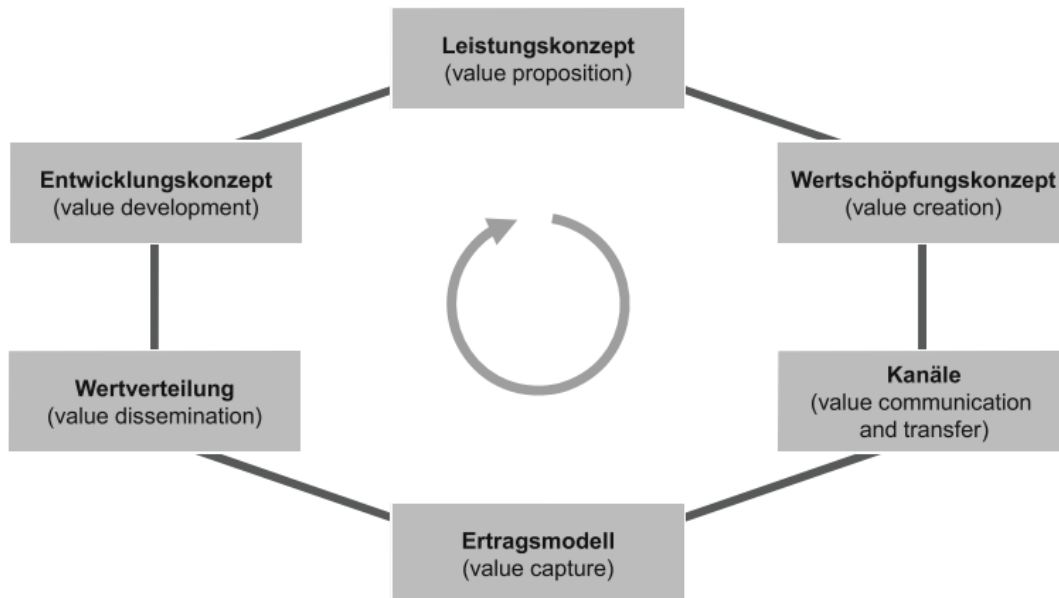 Leistungskonzept
(value proposition)
Entwicklungskonzept
(value development)
Wertschöpfungskonzept
(value creation)
Wertverteilung
(value dissemination)
Kanäle
(value communication
and transfer)
Ertragsmodell
(value capture)